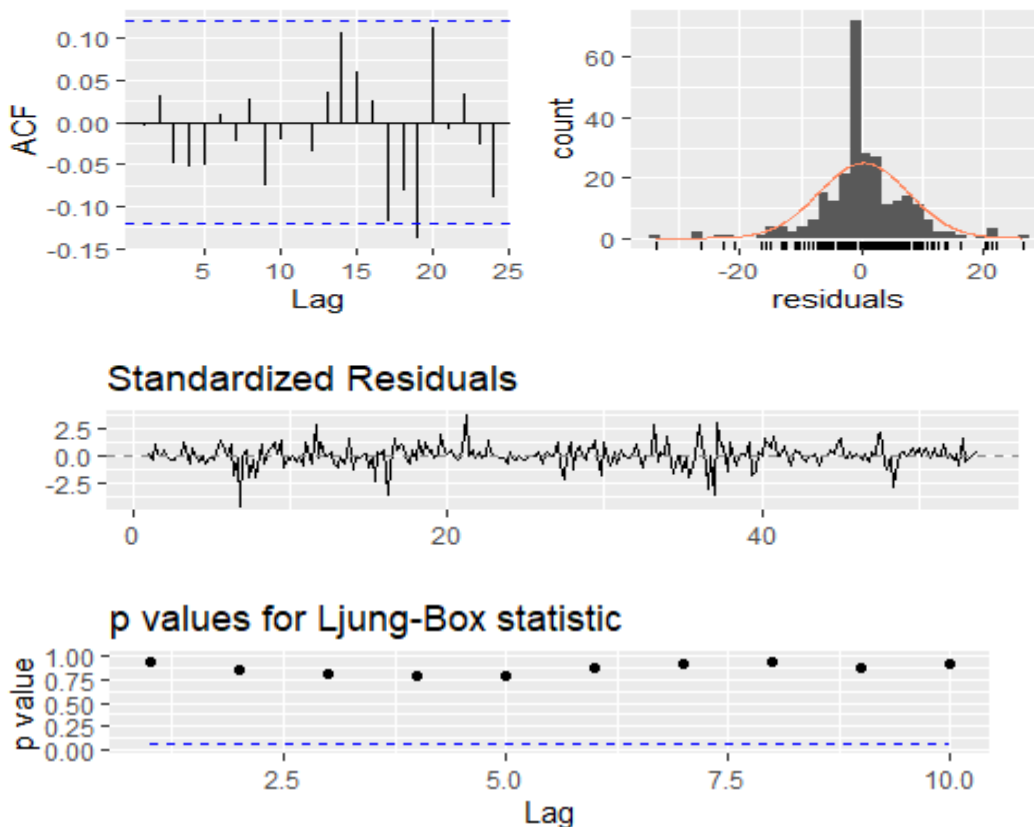 ACF
0.10
0.05
0.00
-0.05
-0.10
-0.15
5 10 15 20 25
Lag
count
60
40
20
0
-20 0 20
residuals
Standardized Residuals
2.5
0.0
-2.5
0 20 40
p values for Ljung-Box statistic
p value
1.00
0.75
0.50
0.25
0.00
2.5 5.0 7.5 10.0
Lag